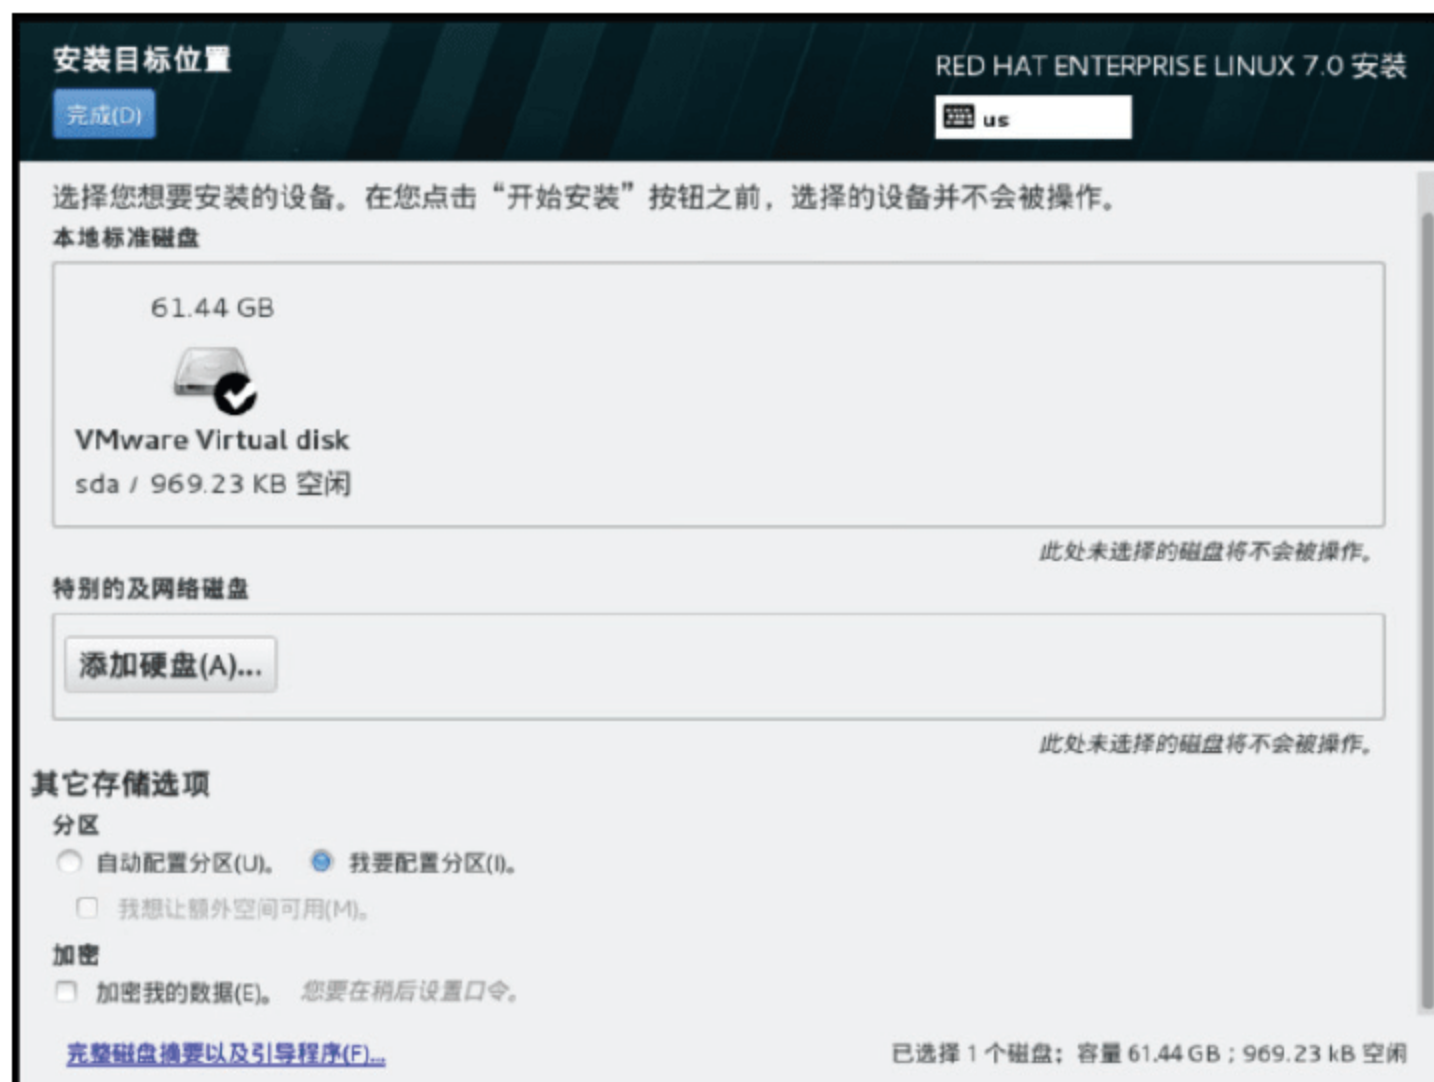 安装目标位置
RED HAT ENTERPRISE LINUX 7.0 安装
完成(D)
us
选择您想要安装的设备。在您点击“开始安装”按钮之前，选择的设备并不会被操作。
本地标准磁盘
61.44 GB
VMware Virtual disk
sda / 969.23 KB 空闲
此处未选择的磁盘将不会被操作。
特别的及网络磁盘
添加硬盘(A)...
此处未选择的磁盘将不会被操作。
其它存储选项
分区
自动配置分区(U)。 我要配置分区(I)。
我想让额外空间可用(M)。
加密
加密我的数据(E)。 您要在稍后设置口令。
完整磁盘摘要以及引导程序(F)...
已选择 1 个磁盘；容量 61.44 GB；969.23 kB 空闲